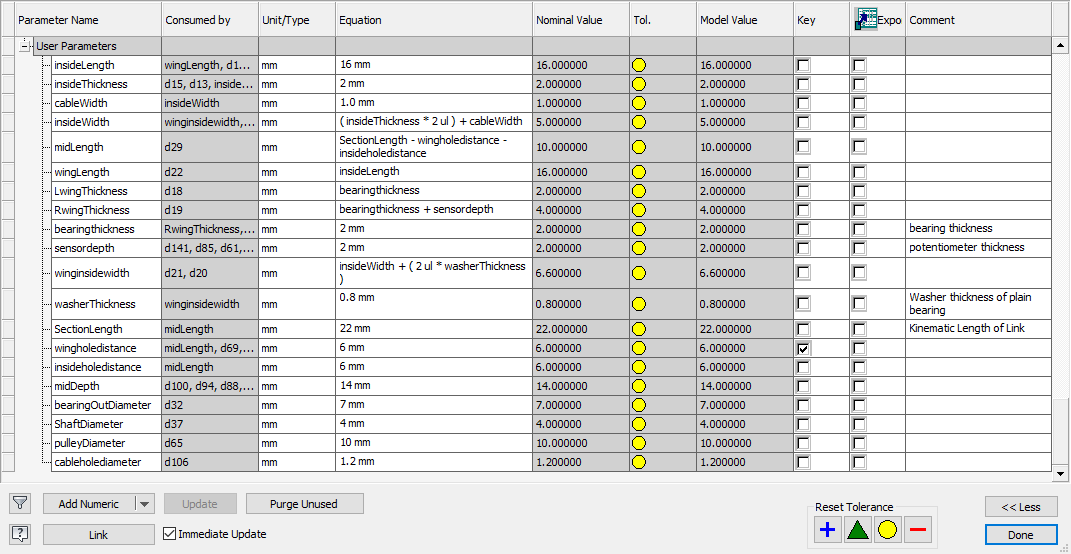 Parameter Name Consumed by Unit/Type Equation Nominal Value Tol. Model Value Key Expo Comment
User Parameters
insideLength wingLength, d1... mm 16 mm 16.000000 16.000000
insideThickness d15, d13, inside... mm 2 mm 2.000000 2.000000
cableWidth insideWidth mm 1.0 mm 1.000000 1.000000
insideWidth winginsidewidth,... mm ( insideThickness * 2 ul ) + cableWidth 5.000000 5.000000
midLength d29 mm SectionLength - wingholedistance - 10.000000 10.000000
insideholedistance
wingLength d22 mm insideLength 16.000000 16.000000
LwingThickness d18 mm bearingthickness 2.000000 2.000000
RwingThickness d19 mm bearingthickness + sensordepth 4.000000 4.000000
bearingthickness RwingThickness,... mm 2 mm 2.000000 2.000000 bearing thickness
sensordepth d141, d85, d61,... mm 2 mm 2.000000 2.000000 potentiometer thickness
winginsidewidth d21, d20 mm insideWidth + ( 2 ul * washerThickness 6.600000 6.600000
)
washerThickness winginsidewidth mm 0.8 mm 0.800000 0.800000 Washer thickness of plain
bearing
SectionLength midLength mm 22 mm 22.000000 22.000000 Kinematic Length of Link
wingholedistance midLength, d69,... mm 6 mm 6.000000 6.000000
insideholedistance midLength mm 6 mm 6.000000 6.000000
midDepth d100, d94, d88,... mm 14 mm 14.000000 14.000000
bearingOutDiameter d32 mm 7 mm 7.000000 7.000000
ShaftDiameter d37 mm 4 mm 4.000000 4.000000
pulleyDiameter d65 mm 10 mm 10.000000 10.000000
cableholediameter d106 mm 1.2 mm 1.200000 1.200000
Add Numeric Update Purge Unused Reset Tolerance << Less
Link Immediate Update Done